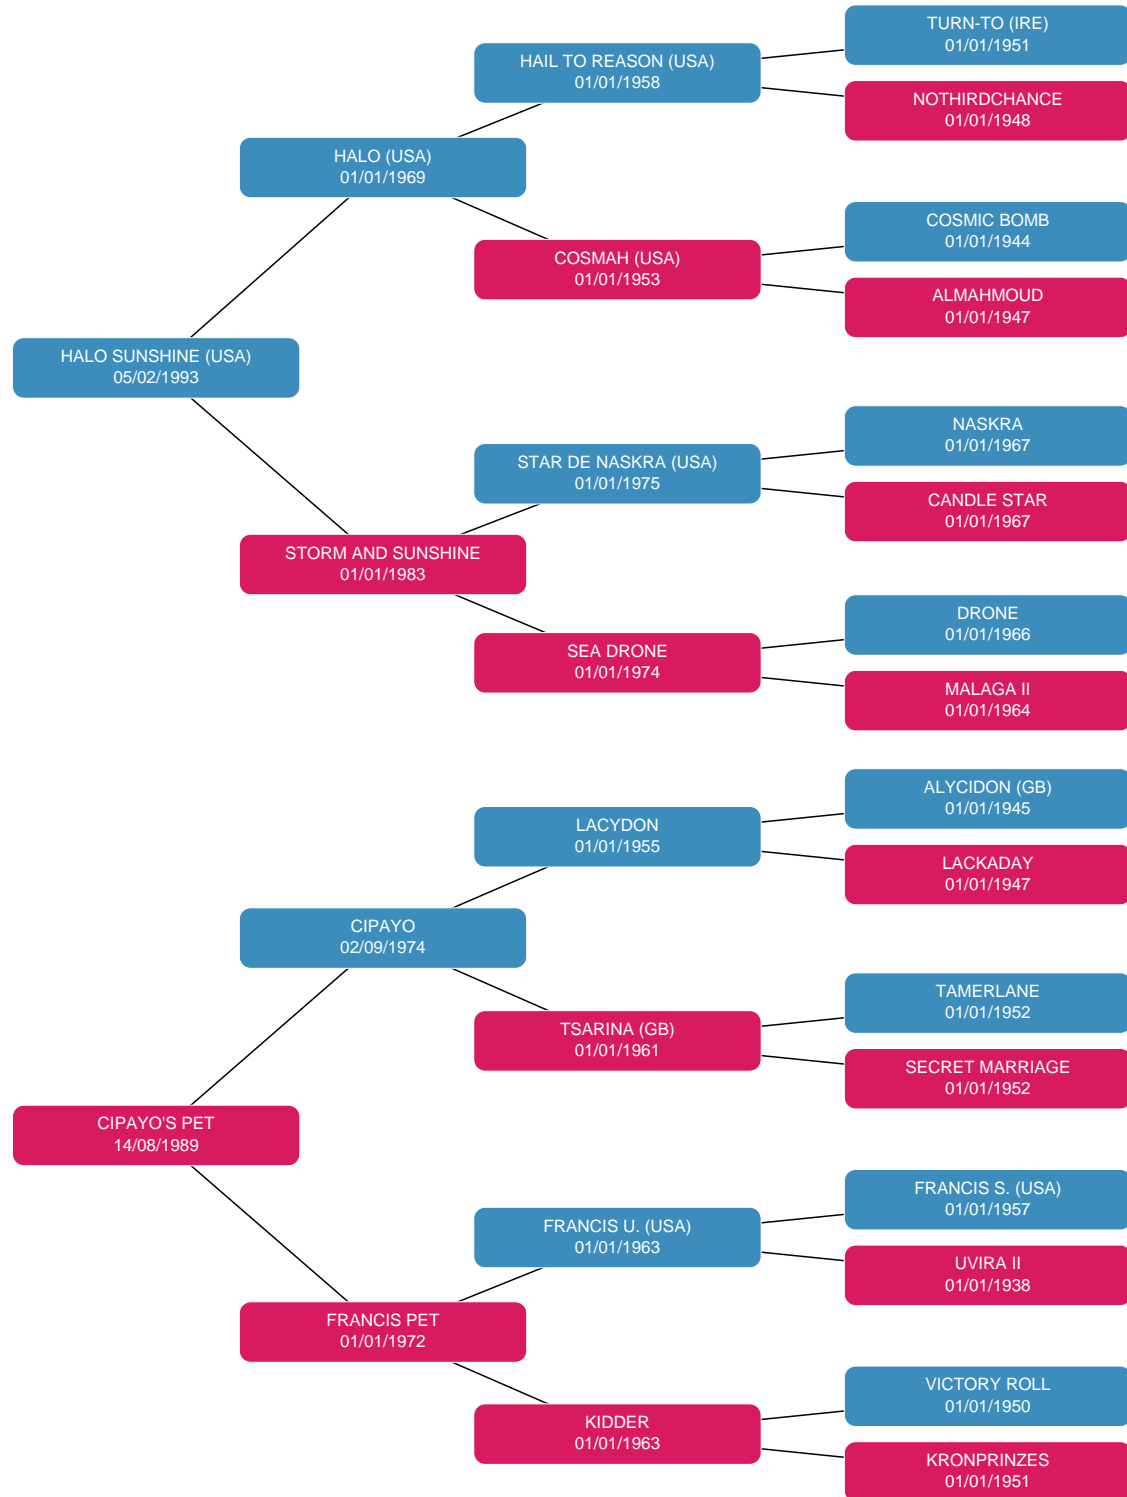 TURN-TO (IRE)
01/01/1951
HAIL TO REASON (USA)
01/01/1958
NOTHIRDCHANCE
01/01/1948
HALO (USA)
01/01/1969
COSMIC BOMB
01/01/1944
COSMAH (USA)
01/01/1953
ALMAHMOUD
01/01/1947
HALO SUNSHINE (USA)
05/02/1993
NASKRA
01/01/1967
STAR DE NASKRA (USA)
01/01/1975
CANDLE STAR
01/01/1967
STORM AND SUNSHINE
01/01/1983
DRONE
01/01/1966
SEA DRONE
01/01/1974
MALAGA II
01/01/1964
ALYCIDON (GB)
01/01/1945
LACYDON
01/01/1955
LACKADAY
01/01/1947
CIPAYO
02/09/1974
TAMERLANE
01/01/1952
TSARINA (GB)
01/01/1961
SECRET MARRIAGE
01/01/1952
CIPAYO'S PET
14/08/1989
FRANCIS S. (USA)
01/01/1957
FRANCIS U. (USA)
01/01/1963
UVIRA II
01/01/1938
FRANCIS PET
01/01/1972
VICTORY ROLL
01/01/1950
KIDDER
01/01/1963
KRONPRINZES
01/01/1951